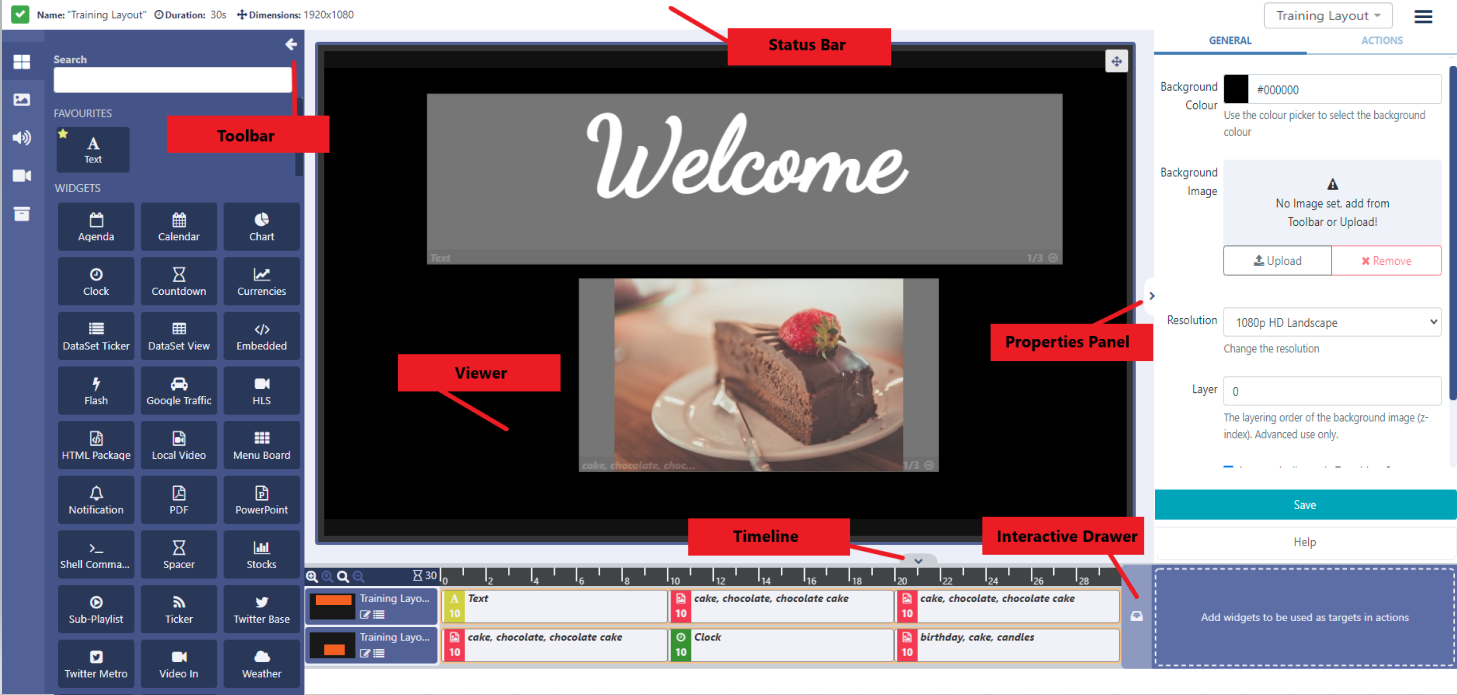 Name: "Training Layout" Duration: 30s Dimensions: 1920x1080
Training Layout
Status Bar
GENERAL
ACTIONS
Search
Toolbar
FAVOURITES
A
Text
WIDGETS
Agenda
Calendar
Chart
Clock
Countdown
Currencies
DataSet Ticker
DataSet View
Embedded
Flash
Google Traffic
HLS
HTML Package
Local Video
Menu Board
Notification
PDF
PowerPoint
Shell Comma...
Spacer
Stocks
Sub-Playlist
Ticker
Twitter Base
Twitter Metro
Video In
Weather
Welcome
Text
1/3
cake, chocolate, choc...
1/3
Viewer
Properties Panel
Timeline
Interactive Drawer
Background
Colour
#000000
Use the colour picker to select the background
colour
Background
Image
No Image set, add from
Toolbar or Upload!
Upload
Remove
Resolution
1080p HD Landscape
Change the resolution
Layer
0
The layering order of the background image (z-
index). Advanced use only.
Save
Help
30
0 2 4 6 8 10 12 14 16 18 20 22 24 26 28
Training Layo...
A
10
Text
10
cake, chocolate, chocolate cake
10
cake, chocolate, chocolate cake
Training Layo...
10
cake, chocolate, chocolate cake
10
Clock
10
birthday, cake, candles
Add widgets to be used as targets in actions